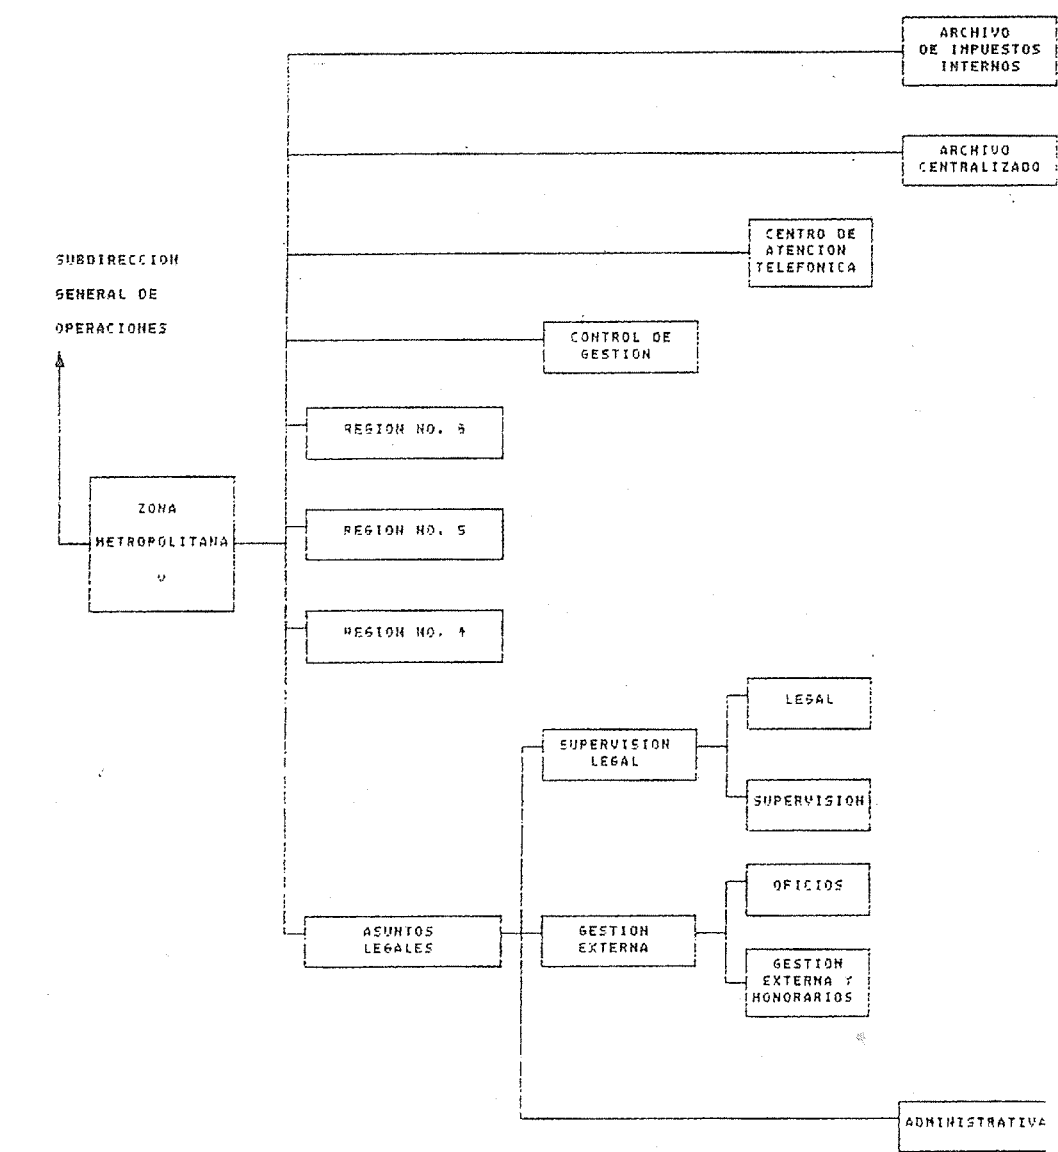 ARCHIVO
DE IMPUESTOS
INTERNOS
ARCHIVO
CENTRALIZADO
CENTRO DE
ATENCION
TELEFONICA
SUBDIRECCION
GENERAL DE
OPERACIONES
CONTROL DE
GESTION
REGION NO. 6
ZONA
METROPOLITANA
V
REGION NO. 5
REGION NO. 4
LEGAL
SUPERVISION
LEGAL
SUPERVISION
OFICIOS
ASUNTOS
LEGALES
GESTION
EXTERNA
GESTION
EXTERNA Y
HONORARIOS
ADMINISTRATIVA